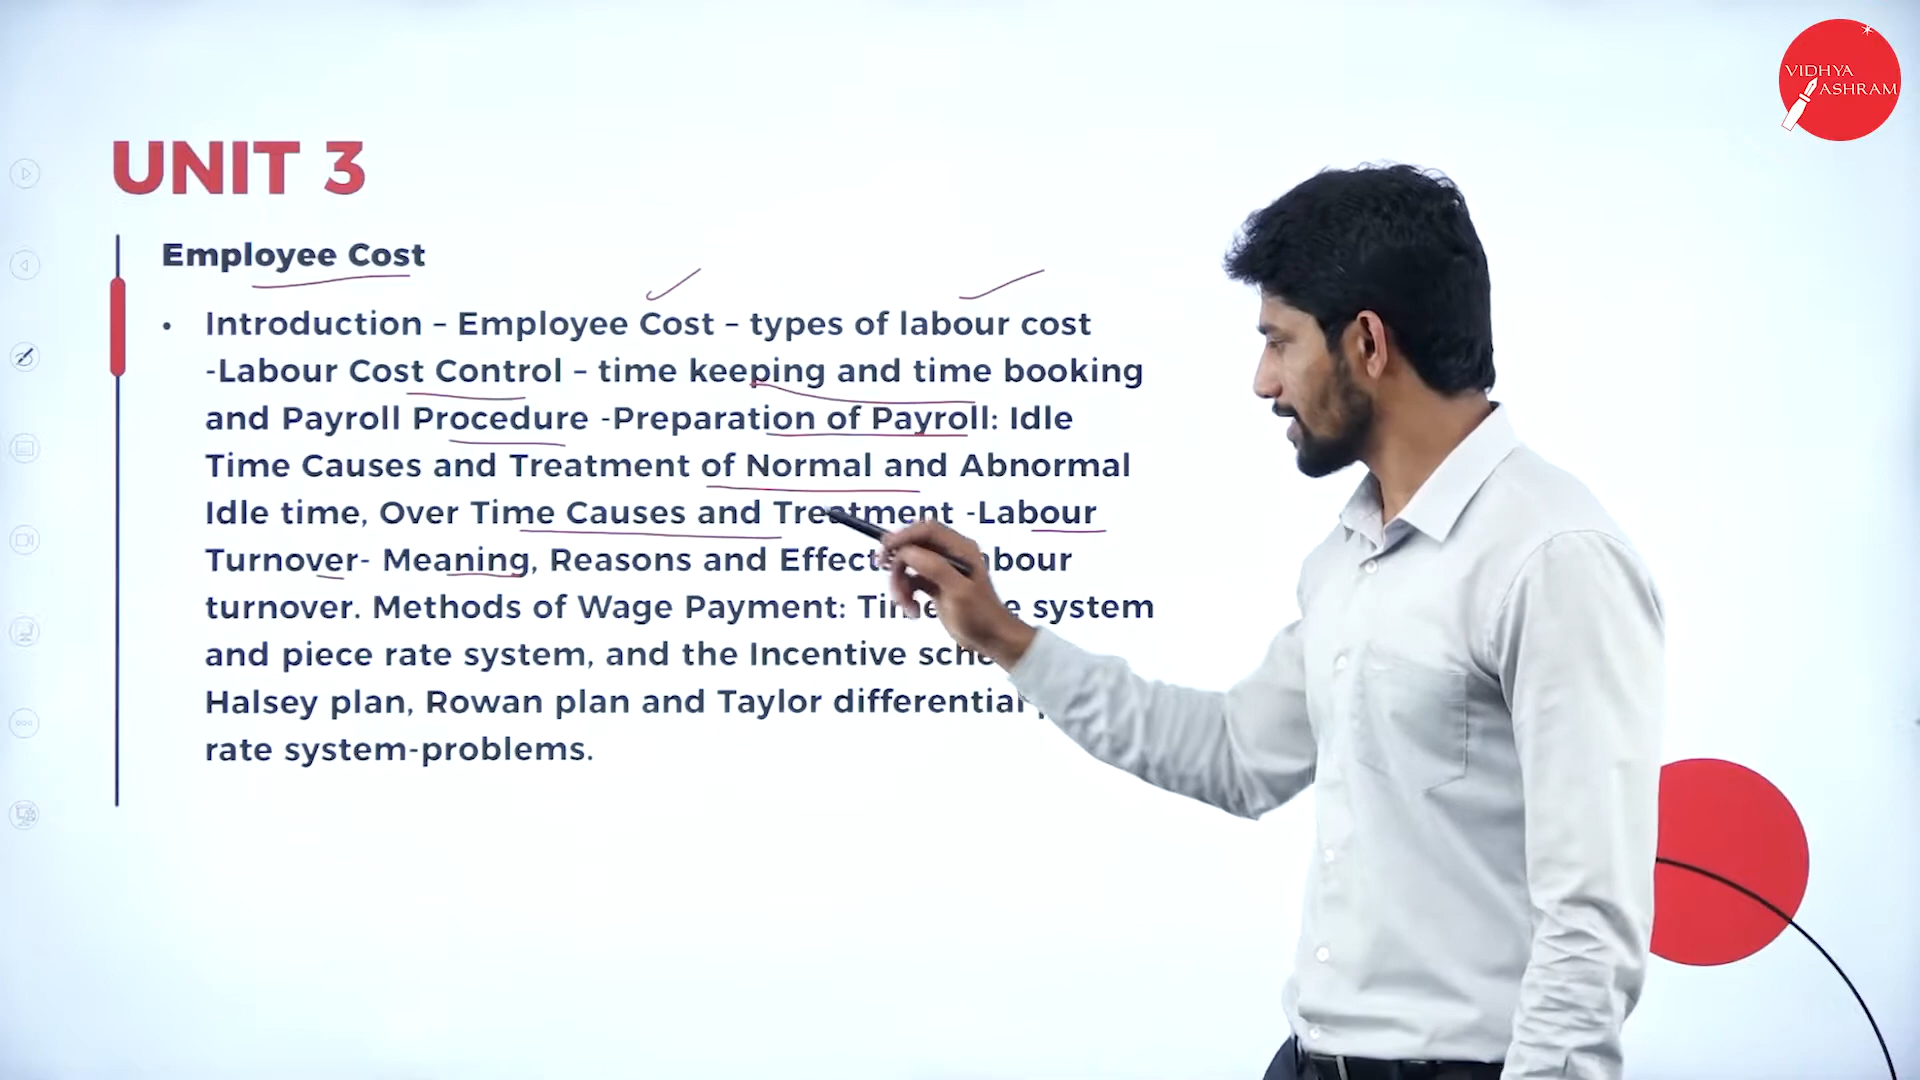 VIDHYA
ASHRAM
UNIT 3
Employee Cost
• Introduction – Employee Cost – types of labour cost
-Labour Cost Control – time keeping and time booking
and Payroll Procedure -Preparation of Payroll: Idle
Time Causes and Treatment of Normal and Abnormal
Idle time, Over Time Causes and Treatment -Labour
Turnover- Meaning, Reasons and Effect
turnover. Methods of Wage Payment: system
and piece rate system, and the Incentive
Halsey plan, Rowan plan and Taylor differential
rate system-problems.